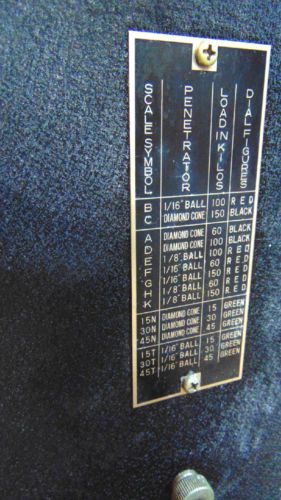 SCALE SYMBOL PENETRATOR LOAD IN KILOS DIAL FIGURES
B 1/16" BALL 100 RED
C DIAMOND CONE 150 BLACK
A DIAMOND CONE 60 BLACK
D DIAMOND CONE 100 BLACK
E 1/8" BALL 100 RED
F 1/16" BALL 60 RED
G 1/16" BALL 150 RED
H 1/8" BALL 60 RED
K 1/8" BALL 150 RED
15N DIAMOND CONE 15 GREEN
30N DIAMOND CONE 30 GREEN
45N DIAMOND CONE 45 GREEN
15T 1/16" BALL 15 GREEN
30T 1/16" BALL 30 GREEN
45T 1/16" BALL 45 GREEN